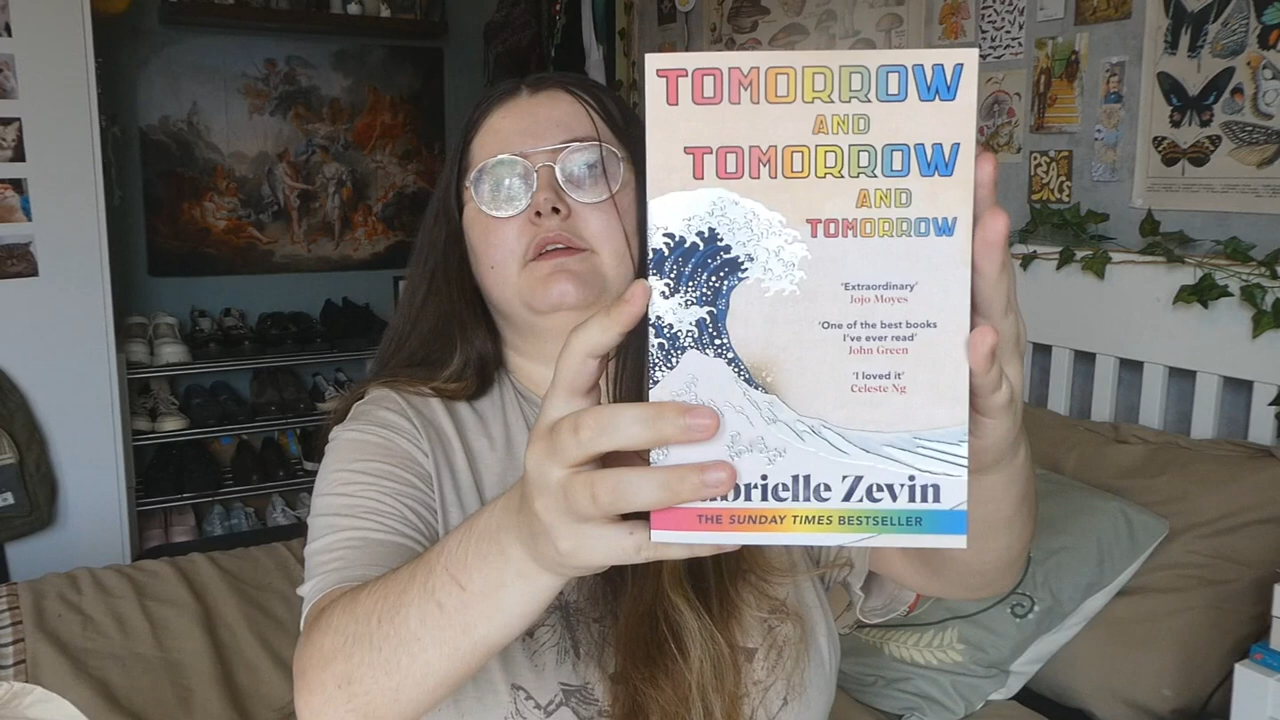 TOMORROW
AND
TOMORROW
AND
TOMORROW
'Extraordinary'
Jojo Moyes
'One of the best books
I've ever read'
John Green
'I loved it'
Celeste Ng
Zevin
THE SUNDAY TIMES BESTSELLER
PEACE